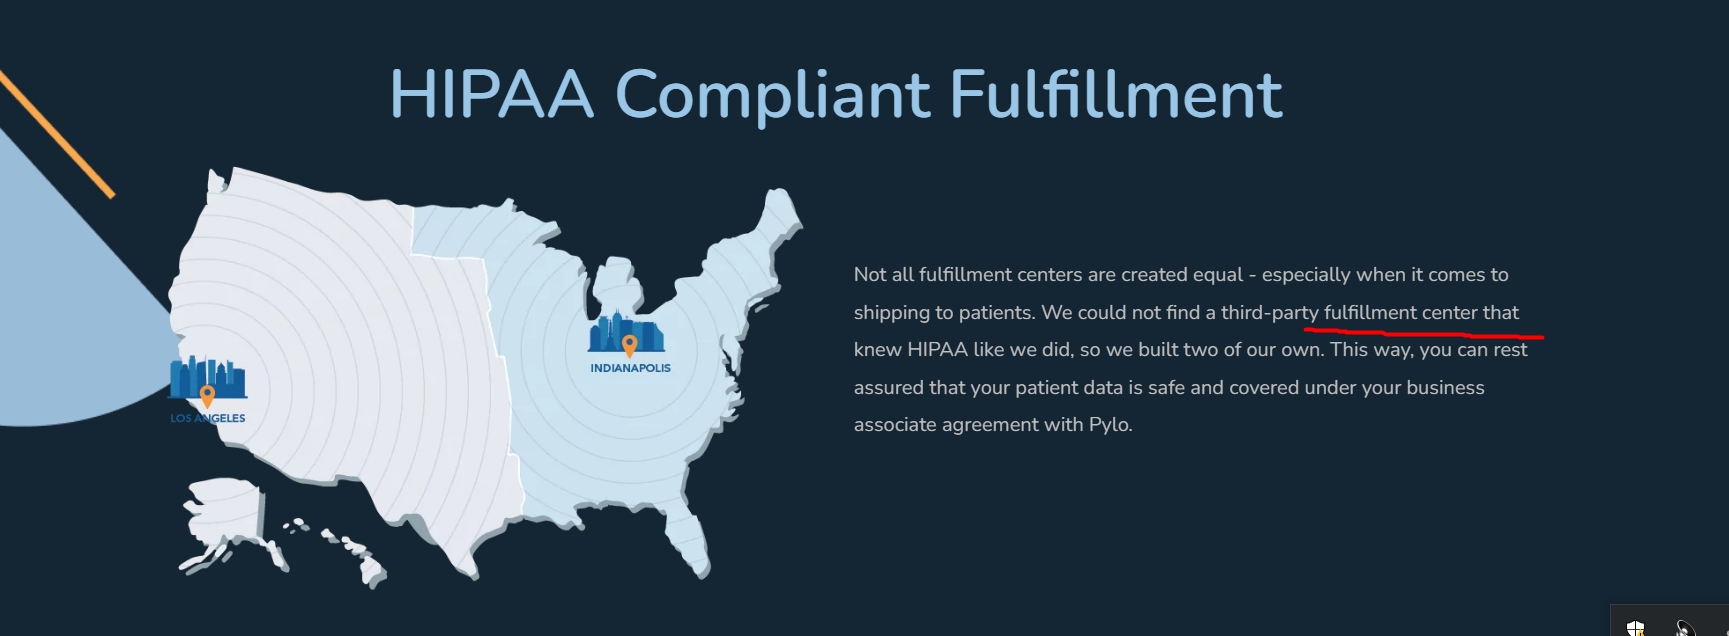 HIPAA Compliant Fulfillment
Not all fulfillment centers are created equal - especially when it comes to
shipping to patients. We could not find a third-party fulfillment center that
knew HIPAA like we did, so we built two of our own. This way, you can rest
assured that your patient data is safe and covered under your business
associate agreement with Pylo.
INDIANAPOLIS
LOS ANGELES